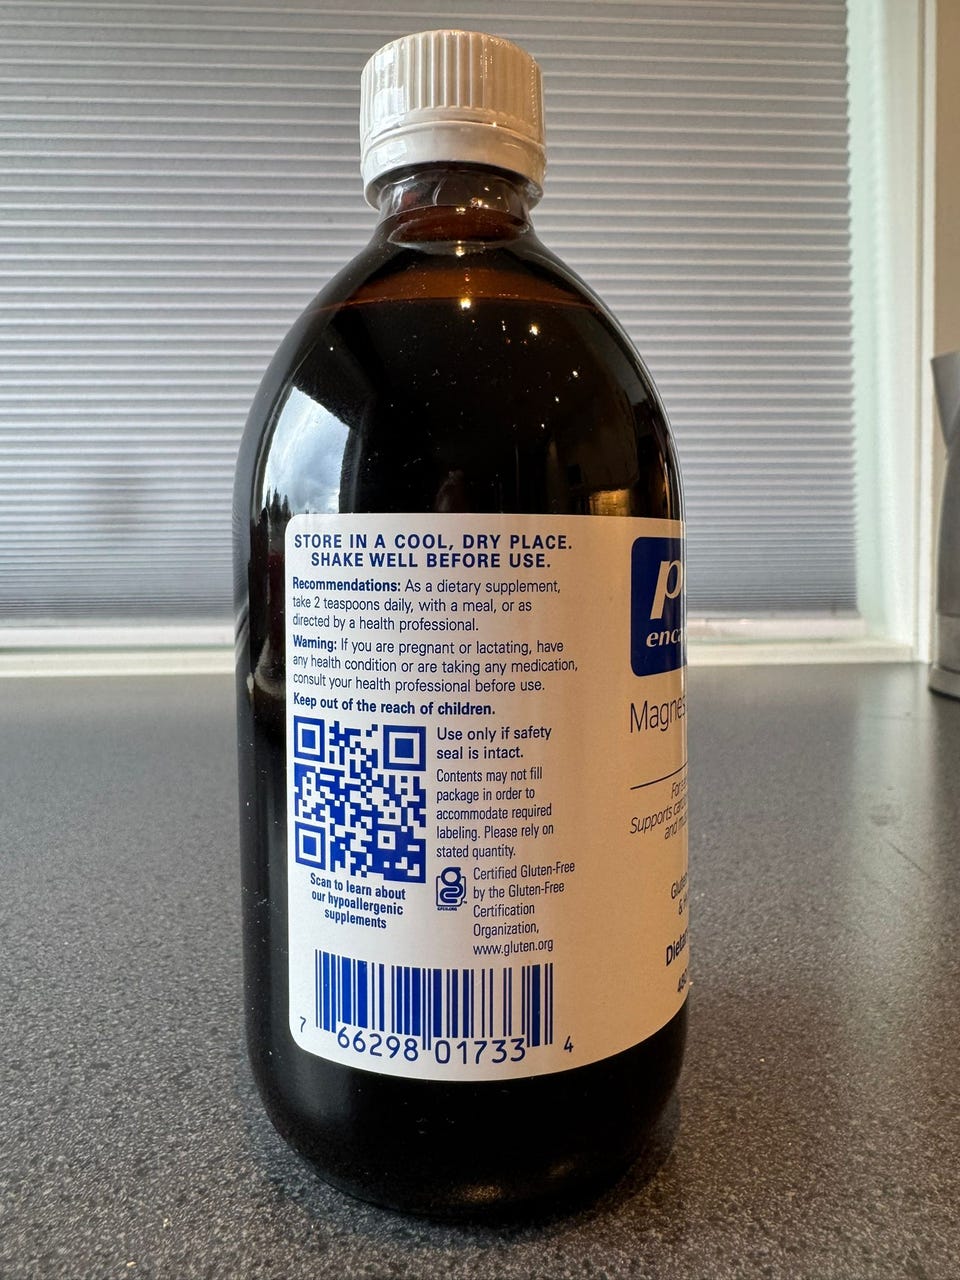 STORE IN A COOL, DRY PLACE.
SHAKE WELL BEFORE USE.
Recommendations: As a dietary supplement,
take 2 teaspoons daily, with a meal, or as
directed by a health professional.
Warning: If you are pregnant or lactating, have
any health condition or are taking any medication,
consult your health professional before use.
Keep out of the reach of children.
Use only if safety
seal is intact.
Contents may not fill
package in order to
accommodate required
labeling. Please rely on
stated quantity.
Scan to learn about
our hypoallergenic
supplements
Certified Gluten-Free
by the Gluten-Free
Certification
Organization,
www.gluten.org
7 66298 01733 4
p
enca
Magnes
Supports
and
480